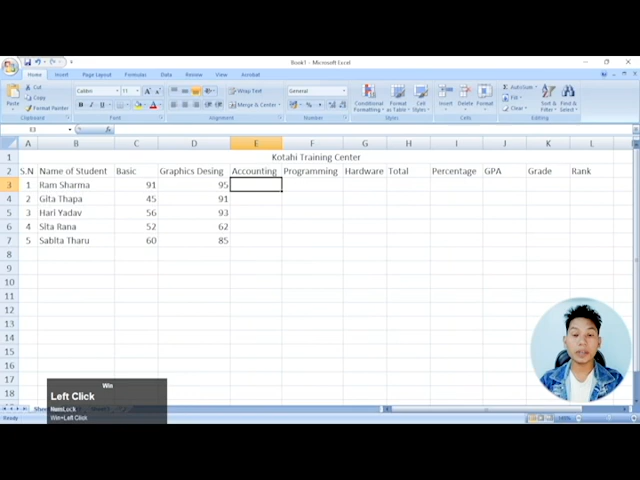 Book1 - Microsoft Excel
Home Insert Page Layout Formulas Data Review View Acrobat
Cut
Copy
Format Painter
Paste
Clipboard
Calibri 11
Font
Wrap Text
Merge & Center
Alignment
General
Number
Conditional Formatting
Format as Table
Cell Styles
Styles
Insert Delete Format
Cells
AutoSum
Fill
Clear
Sort & Filter
Find & Select
Editing
E3
A B C D E F G H I J K L
1 Kotahi Training Center
2 S.N Name of Student Basic Graphics Desing Accounting Programming Hardware Total Percentage GPA Grade Rank
3 1 Ram Sharma 91 95
4 2 Gita Thapa 45 91
5 3 Hari Yadav 56 93
6 4 Sita Rana 52 62
7 5 Sabita Tharu 60 85
8
9
10
11
12
13
14
15
16
17
18
Win
Left Click
NumLock
Win+Left Click
Ready